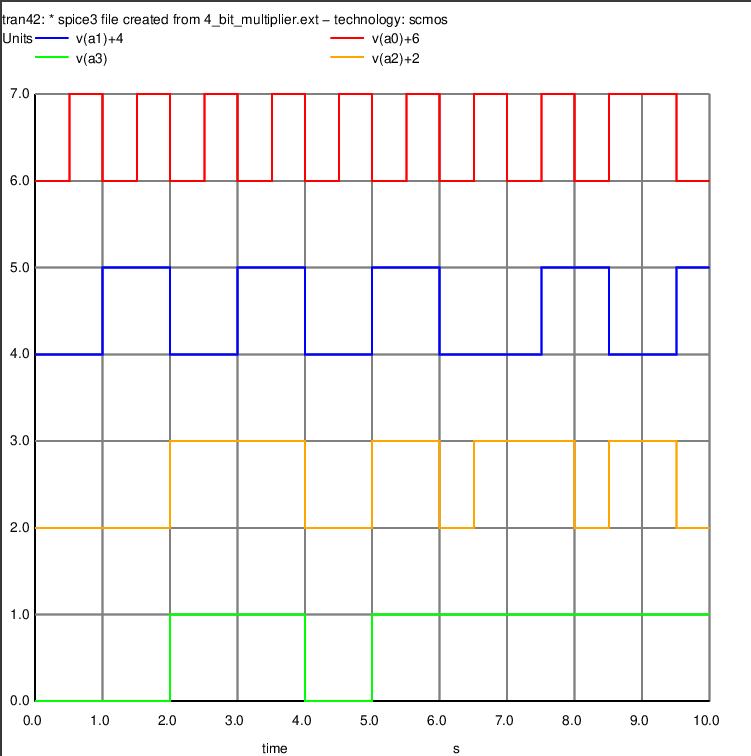 tran42: * spice3 file created from 4_bit_multiplier.ext – technology: scmos
Units v(a1)+4 v(a0)+6
v(a3) v(a2)+2
7.0
6.0
5.0
4.0
3.0
2.0
1.0
0.0
0.0 1.0 2.0 3.0 4.0 5.0 6.0 7.0 8.0 9.0 10.0
time s